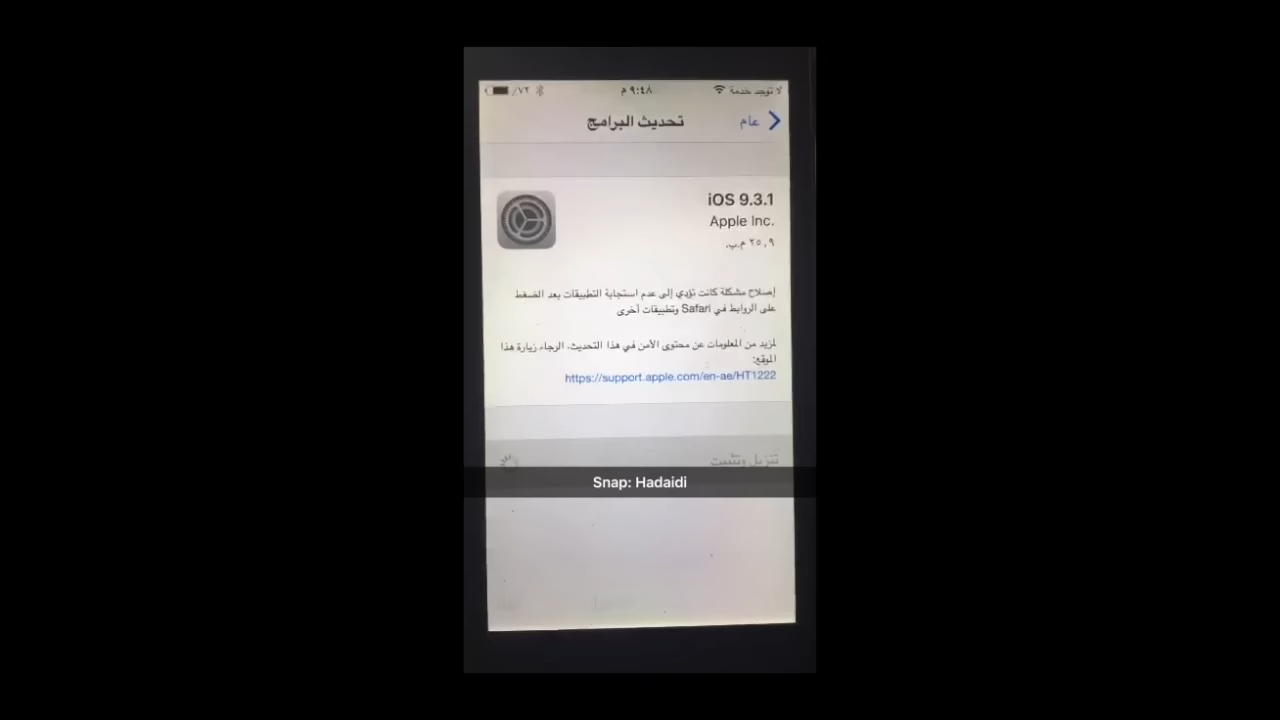 لا توجد خدمة ٩:٤٨ م ٧٢٪
عام تحديث البرامج
iOS 9.3.1
Apple Inc.
٢٥,٩ م.ب.
إصلاح مشكلة كانت تؤدي إلى عدم استجابة التطبيقات بعد الضغط
على الروابط في Safari وتطبيقات أخرى
لمزيد من المعلومات عن محتوى الأمن في هذا التحديث، الرجاء زيارة هذا
الموقع:
https://support.apple.com/en-ae/HT1222
تنزيل وتثبيت
Snap: Hadaidi